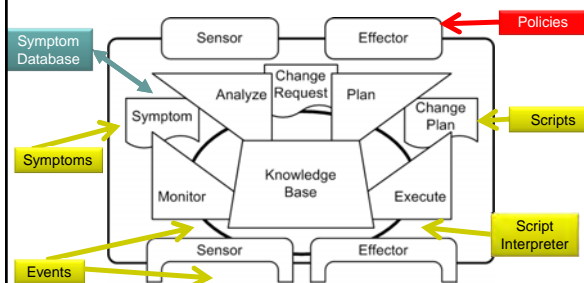 Sensor
Effector
Policies
Symptom
Database
Analyze
Change
Request
Plan
Symptom
Change
Plan
Scripts
Symptoms
Knowledge
Base
Monitor
Execute
Script
Interpreter
Sensor
Effector
Events